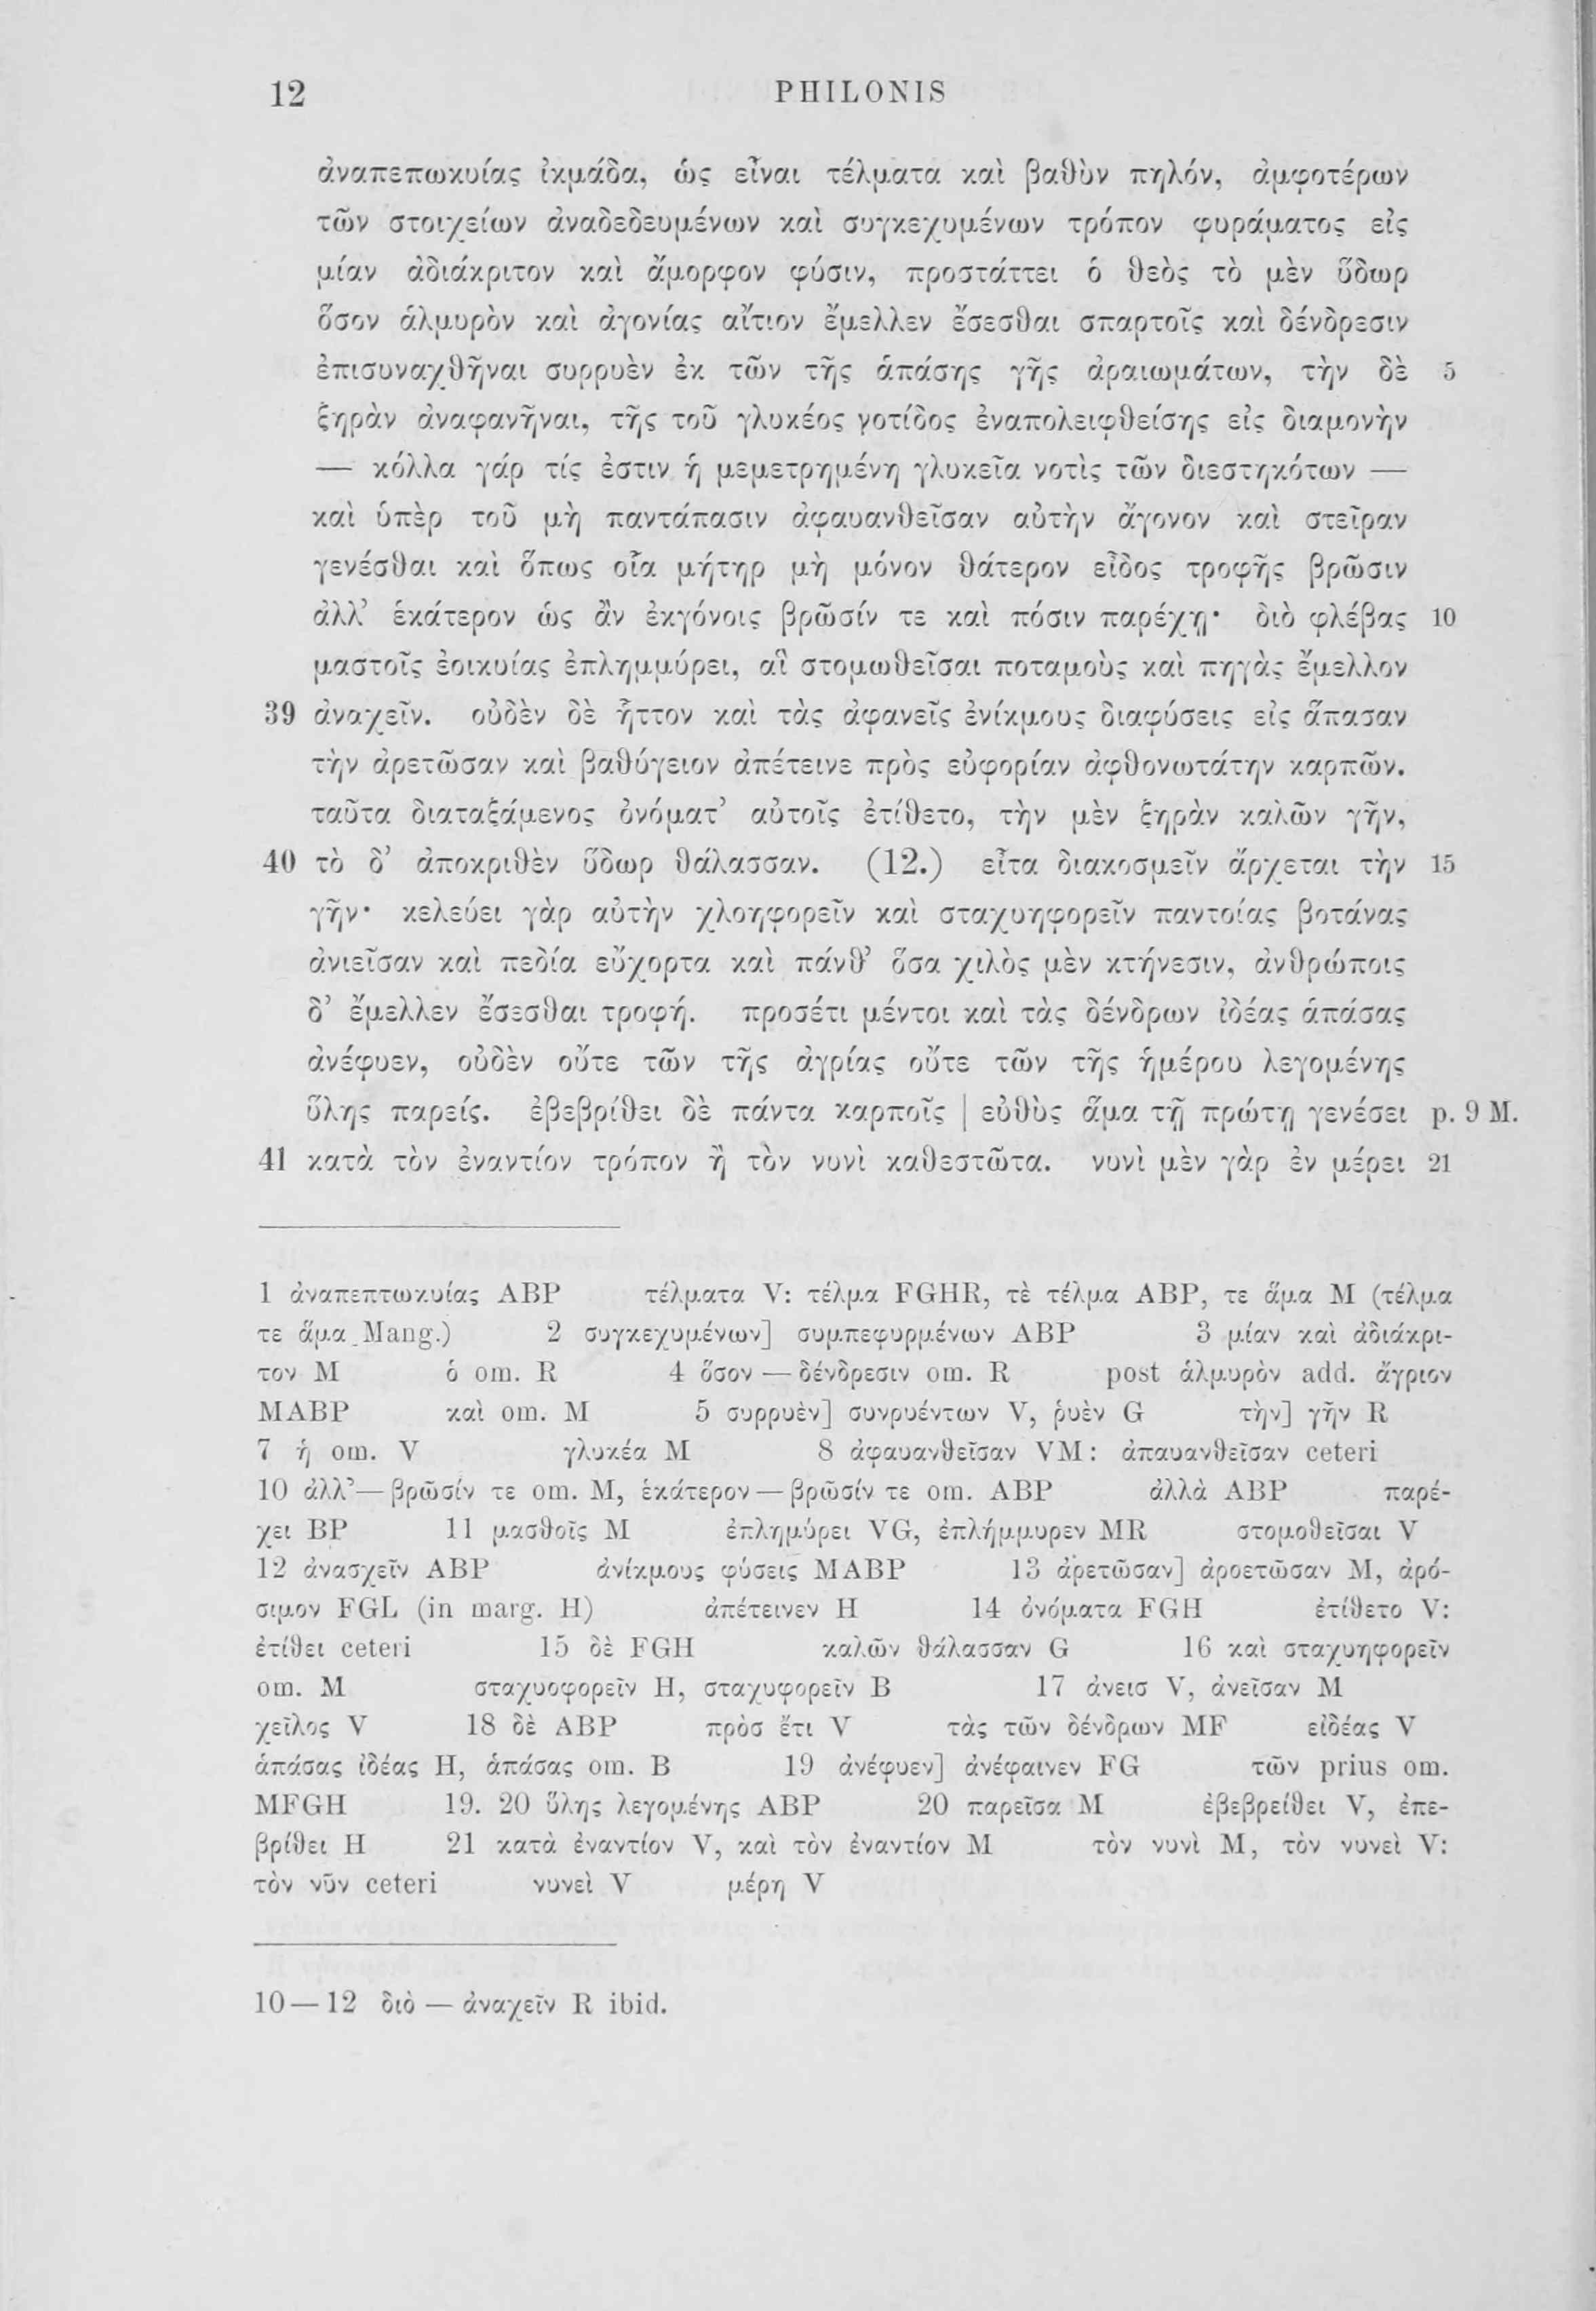 12 PHILONIS
ἀναπεπωκυίας ἰκμάδα, ὡς εἶναι τέλματα καὶ βαθὺν πηλόν, ἀμφοτέρων
τῶν στοιχείων ἀναδεδευμένων καὶ συγκεχυμένων τρόπον φυράματος εἰς
μίαν ἀδιάκριτον καὶ ἄμορφον φύσιν, προστάττει ὁ θεὸς τὸ μὲν ὕδωρ
ὅσον ἁλμυρὸν καὶ ἀγονίας αἴτιον ἔμελλεν ἔσεσθαι σπαρτοῖς καὶ δένδρεσιν
ἐπισυναχθῆναι συρρυὲν ἐκ τῶν τῆς ἁπάσης γῆς ἀραιωμάτων, τὴν δὲ 5
ξηρὰν ἀναφανῆναι, τῆς τοῦ γλυκέος νοτίδος ἐναπολειφθείσης εἰς διαμονὴν
— κόλλα γάρ τίς ἐστιν ἡ μεμετρημένη γλυκεῖα νοτὶς τῶν διεστηκότων —
καὶ ὑπὲρ τοῦ μὴ παντάπασιν ἀφαυανθεῖσαν αὐτὴν ἄγονον καὶ στεῖραν
γενέσθαι καὶ ὅπως οἷα μήτηρ μὴ μόνον θάτερον εἶδος τροφῆς βρῶσιν
ἀλλ’ ἑκάτερον ὡς ἂν ἐκγόνοις βρῶσίν τε καὶ πόσιν παρέχῃ· διὸ φλέβας 10
μαστοῖς ἐοικυίας ἐπλημμύρει, αἳ στομωθεῖσαι ποταμοὺς καὶ πηγὰς ἔμελλον
39 ἀναχεῖν. οὐδὲν δὲ ἧττον καὶ τὰς ἀφανεῖς ἐνίκμους διαφύσεις εἰς ἅπασαν
τὴν ἀρετῶσαν καὶ βαθύγειον ἀπέτεινε πρὸς εὐφορίαν ἀφθονωτάτην καρπῶν.
ταῦτα διαταξάμενος ὀνόματ’ αὐτοῖς ἐτίθετο, τὴν μὲν ξηρὰν καλῶν γῆν,
40 τὸ δ’ ἀποκριθὲν ὕδωρ θάλασσαν. (12.) εἶτα διακοσμεῖν ἄρχεται τὴν 15
γῆν· κελεύει γὰρ αὐτὴν χλοηφορεῖν καὶ σταχυηφορεῖν παντοίας βοτάνας
ἀνιεῖσαν καὶ πεδία εὔχορτα καὶ πάνθ’ ὅσα χιλὸς μὲν κτήνεσιν, ἀνθρώποις
δ’ ἔμελλεν ἔσεσθαι τροφή. προσέτι μέντοι καὶ τὰς δένδρων ἰδέας ἁπάσας
ἀνέφυεν, οὐδὲν οὔτε τῶν τῆς ἀγρίας οὔτε τῶν τῆς ἡμέρου λεγομένης
ὕλης παρείς. ἐβεβρίθει δὲ πάντα καρποῖς | εὐθὺς ἅμα τῇ πρώτῃ γενέσει p. 9 M.
41 κατὰ τὸν ἐναντίον τρόπον ἢ τὸν νυνὶ καθεστῶτα. νυνὶ μὲν γὰρ ἐν μέρει 21
1 ἀναπεπτωκυίας ABP τέλματα V: τέλμα FGHR, τὲ τέλμα ABP, τε ἅμα M (τέλμα
τε ἅμα Mang.) 2 συγκεχυμένων] συμπεφυρμένων ABP 3 μίαν καὶ ἀδιάκρι-
τον M ὁ om. R 4 ὅσον — δένδρεσιν om. R post ἁλμυρὸν add. ἄγριον
MABP καὶ om. M 5 συρρυὲν] συνρυέντων V, ῥυὲν G τὴν] γῆν R
7 ἡ om. V γλυκέα M 8 ἀφαυανθεῖσαν VM: ἀπαυανθεῖσαν ceteri
10 ἀλλ’ — βρῶσίν τε om. M, ἑκάτερον — βρῶσίν τε om. ABP ἀλλὰ ABP παρέ-
χει BP 11 μασθοῖς M ἐπλημύρει VG, ἐπλήμμυρεν MR στομοθεῖσαι V
12 ἀνασχεῖν ABP ἀνίκμους φύσεις MABP 13 ἀρετῶσαν] ἀροετῶσαν M, ἀρό-
σιμον FGL (in marg. H) ἀπέτεινεν H 14 ὀνόματα FGH ἐτίθετο V:
ἐτίθει ceteri 15 δὲ FGH καλῶν θάλασσαν G 16 καὶ σταχυηφορεῖν
om. M σταχυοφορεῖν H, σταχυφορεῖν B 17 ἀνεισ V, ἀνεῖσαν M
χεῖλος V 18 δὲ ABP πρὸσ ἔτι V τὰς τῶν δένδρων MF εἰδέας V
ἁπάσας ἰδέας H, ἁπάσας om. B 19 ἀνέφυεν] ἀνέφαινεν FG τῶν prius om.
MFGH 19. 20 ὕλης λεγομένης ABP 20 παρεῖσα M ἐβεβρείθει V, ἐπε-
βρίθει H 21 κατὰ ἐναντίον V, καὶ τὸν ἐναντίον M τὸν νυνὶ M, τὸν νυνεὶ V:
τὸν νῦν ceteri νυνεὶ V μέρη V
10 — 12 διὸ — ἀναχεῖν R ibid.